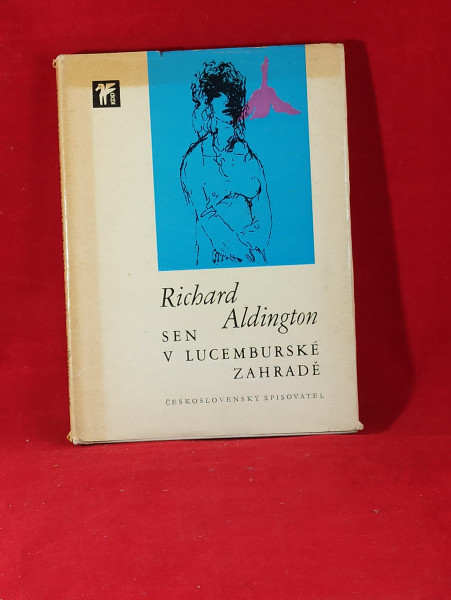 Richard
Aldington
SEN
V LUCEMBURSKÉ
ZAHRADĚ
ČESKOSLOVENSKÝ SPISOVATEL